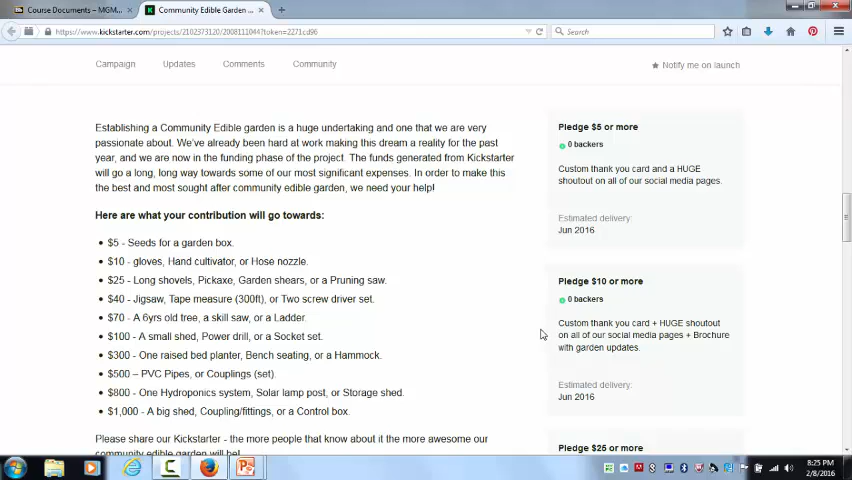 Course Documents – MGM...
Community Edible Garden ...
https://www.kickstarter.com/projects/2102373120/2008111044?token=2271cd96
Search
Campaign Updates Comments Community
Notify me on launch
Establishing a Community Edible garden is a huge undertaking and one that we are very
passionate about. We've already been hard at work making this dream a reality for the past
year, and we are now in the funding phase of the project. The funds generated from Kickstarter
will go a long, long way towards some of our most significant expenses. In order to make this
the best and most sought after community edible garden, we need your help!
Here are what your contribution will go towards:
$5 - Seeds for a garden box.
$10 - gloves, Hand cultivator, or Hose nozzle.
$25 - Long shovels, Pickaxe, Garden shears, or a Pruning saw.
$40 - Jigsaw, Tape measure (300ft), or Two screw driver set.
$70 - A 6yrs old tree, a skill saw, or a Ladder.
$100 - A small shed, Power drill, or a Socket set.
$300 - One raised bed planter, Bench seating, or a Hammock.
$500 – PVC Pipes, or Couplings (set).
$800 - One Hydroponics system, Solar lamp post, or Storage shed.
$1,000 - A big shed, Coupling/fittings, or a Control box.
Please share our Kickstarter - the more people that know about it the more awesome our
community edible garden will be!
Pledge $5 or more
0 backers
Custom thank you card and a HUGE
shoutout on all of our social media pages.
Estimated delivery:
Jun 2016
Pledge $10 or more
0 backers
Custom thank you card + HUGE shoutout
on all of our social media pages + Brochure
with garden updates.
Estimated delivery:
Jun 2016
Pledge $25 or more
8:25 PM
2/8/2016